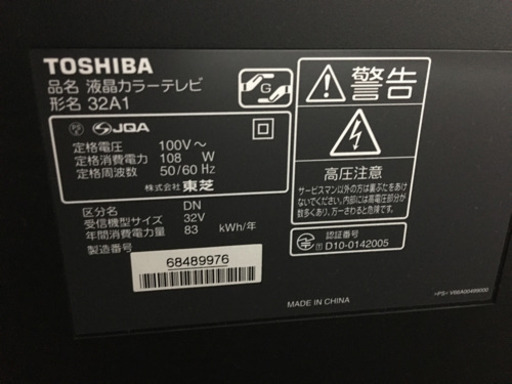 TOSHIBA
品名 液晶カラーテレビ
形名 32A1
G
JQA
定格電圧 100V～
定格消費電力 108 W
定格周波数 50/60 Hz
株式会社 東芝
区分名 DN
受信機型サイズ 32V
年間消費電力量 83 kWh/年
製造番号
68489976
警告
高圧注意
サービスマン以外の方は裏ぶたをあけ
ないでください。内部には高電圧部分が
数多くあり、万一さわると危険です。
認証番号
D10-0142005
MADE IN CHINA